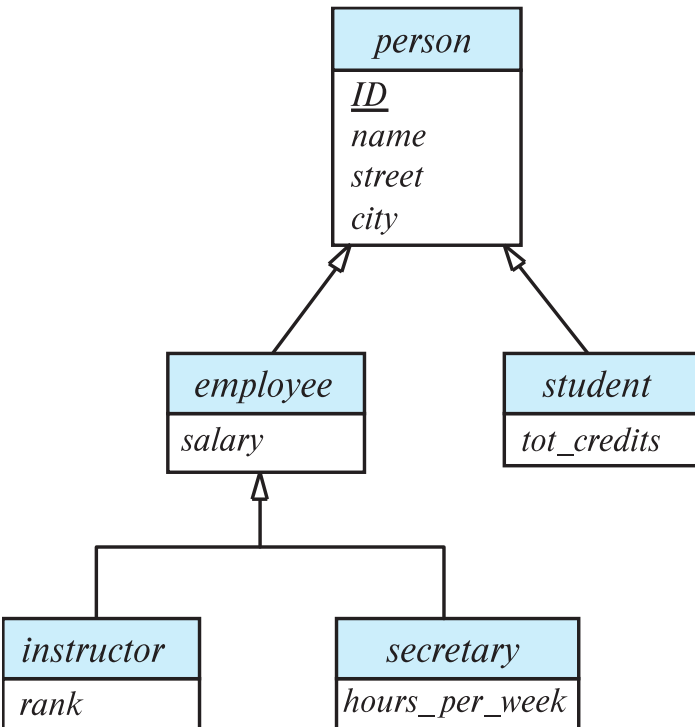 person
ID
name
street
city
employee
salary
student
tot_credits
instructor
rank
secretary
hours_per_week